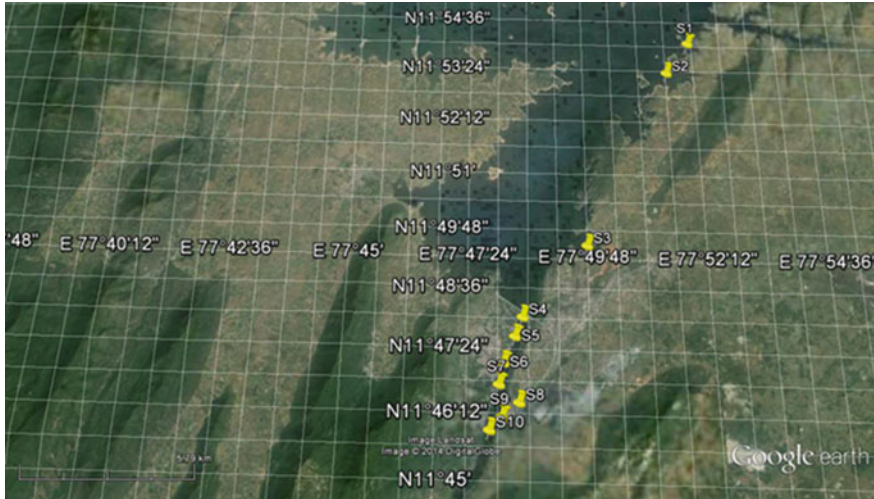 N11°54'36"
S1
N11°53'24"
S2
N11°52'12"
N11°51'
N11°49'48"
S3
'48" E 77°40'12" E 77°42'36" E 77°45' E 77°47'24" E 77°49'48" E 77°52'12" E 77°54'36"
N11°48'36"
S4
S5
N11°47'24"
S6
S7
S8
S9
N11°46'12"
S10
Image Landsat
Image © 2014 DigitalGlobe
Google earth
km
N11°45'